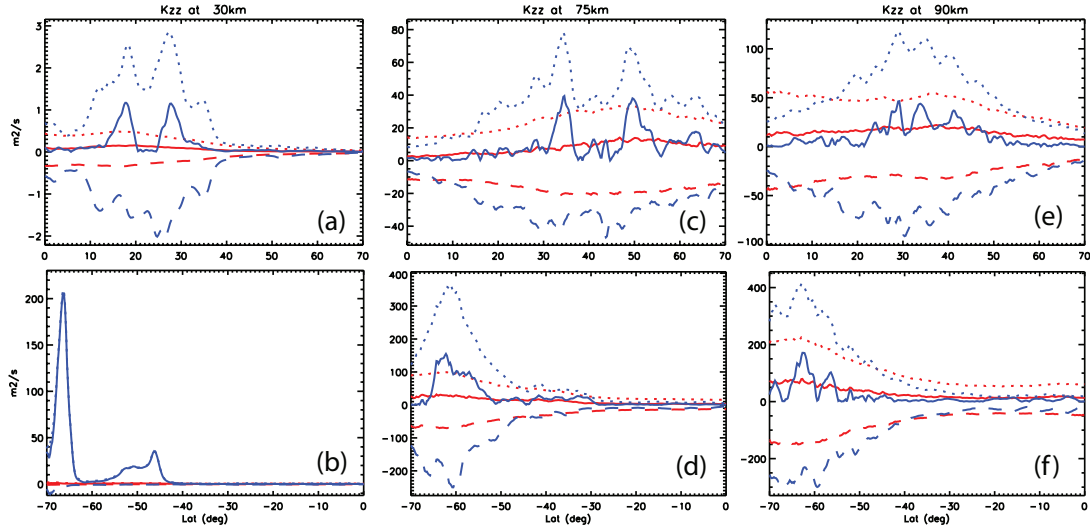 Kzz at 30km
Kzz at 75km
Kzz at 90km
3
2
1
0
-1
-2
m2/s
(a)
0 10 20 30 40 50 60 70
80
60
40
20
0
-20
-40
(c)
0 10 20 30 40 50 60 70
100
50
0
-50
-100
(e)
0 10 20 30 40 50 60 70
200
150
100
50
0
m2/s
(b)
-70 -60 -50 -40 -30 -20 -10 0
Lat (deg)
400
300
200
100
0
-100
-200
(d)
-70 -60 -50 -40 -30 -20 -10 0
Lat (deg)
400
200
0
-200
(f)
-70 -60 -50 -40 -30 -20 -10 0
Lat (deg)